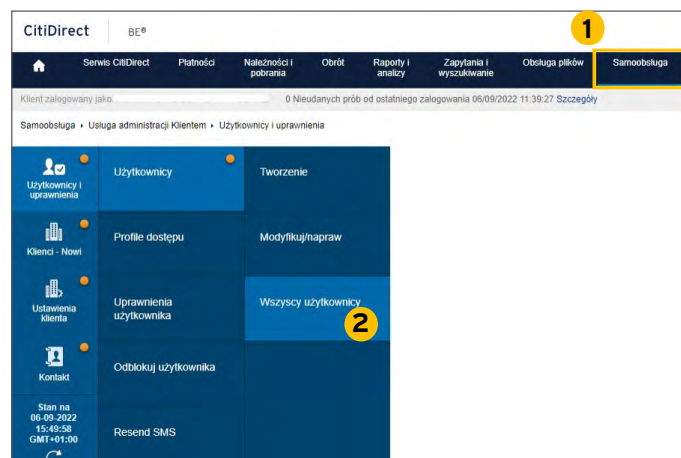 CitiDirect BE®
1
Serwis CitiDirect Płatności Należności i pobrania Obrót Raporty i analizy Zapytania i wyszukiwanie Obsługa plików Samoobsługa
Klient zalogowany jako: 0 Nieudanych prób od ostatniego zalogowania 06/09/2022 11:39:27 Szczegóły
Samoobsługa › Usługa administracji Klientem › Użytkownicy i uprawnienia
Użytkownicy i
uprawnienia
Użytkownicy
Tworzenie
Klienci - Nowi
Profile dostępu
Modyfikuj/napraw
Ustawienia
klienta
Uprawnienia
użytkownika
Wszyscy użytkownicy
2
Kontakt
Odblokuj użytkownika
Stan na
06-09-2022
15:49:58
GMT+01:00
Resend SMS